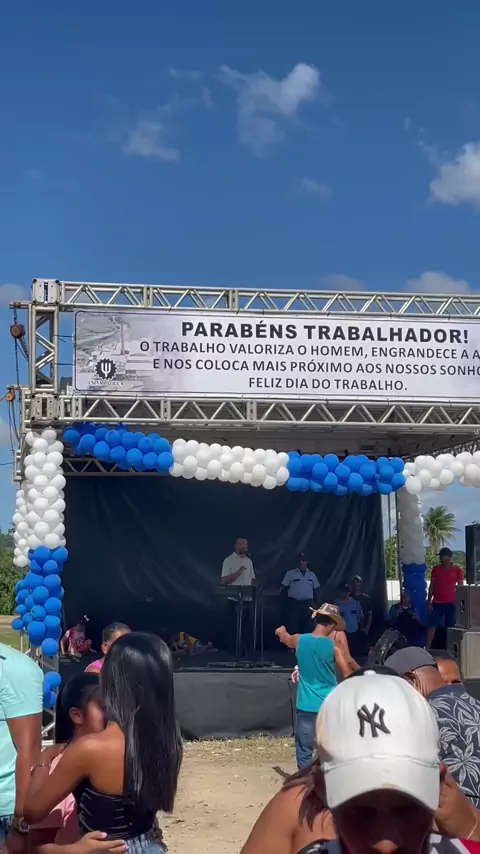 PARABÉNS TRABALHADOR!
O TRABALHO VALORIZA O HOMEM, ENGRANDECE A A
E NOS COLOCA MAIS PRÓXIMO AOS NOSSOS SONHO
FELIZ DIA DO TRABALHO.
NY